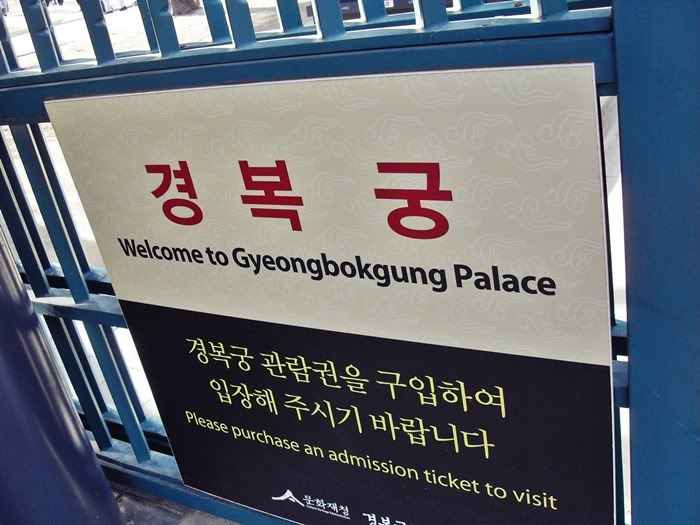 경복궁
Welcome to Gyeongbokgung Palace
경복궁 관람권을 구입하여
입장해 주시기 바랍니다
Please purchase an admission ticket to visit
문화재청 경복